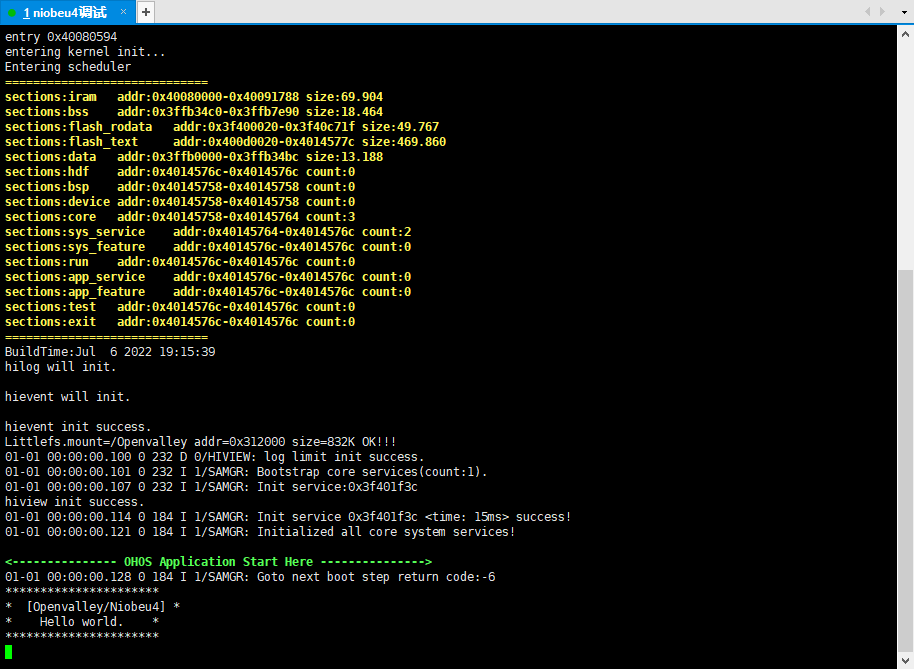 1 niobeu4调试 × +
entry 0x40080594
entering kernel init...
Entering scheduler
=============================
sections:iram   addr:0x40080000-0x40091788 size:69.904
sections:bss    addr:0x3ffb34c0-0x3ffb7e90 size:18.464
sections:flash_rodata   addr:0x3f400020-0x3f40c71f size:49.767
sections:flash_text     addr:0x400d0020-0x4014577c size:469.860
sections:data   addr:0x3ffb0000-0x3ffb34bc size:13.188
sections:hdf    addr:0x4014576c-0x4014576c count:0
sections:bsp    addr:0x40145758-0x40145758 count:0
sections:device addr:0x40145758-0x40145758 count:0
sections:core   addr:0x40145758-0x40145764 count:3
sections:sys_service    addr:0x40145764-0x4014576c count:2
sections:sys_feature    addr:0x4014576c-0x4014576c count:0
sections:run    addr:0x4014576c-0x4014576c count:0
sections:app_service    addr:0x4014576c-0x4014576c count:0
sections:app_feature    addr:0x4014576c-0x4014576c count:0
sections:test   addr:0x4014576c-0x4014576c count:0
sections:exit   addr:0x4014576c-0x4014576c count:0
=============================
BuildTime:Jul  6 2022 19:15:39
hilog will init.
hievent will init.
hievent init success.
Littlefs.mount=/Openvalley addr=0x312000 size=832K OK!!!
01-01 00:00:00.100 0 232 D 0/HIVIEW: log limit init success.
01-01 00:00:00.101 0 232 I 1/SAMGR: Bootstrap core services(count:1).
01-01 00:00:00.107 0 232 I 1/SAMGR: Init service:0x3f401f3c
hiview init success.
01-01 00:00:00.114 0 184 I 1/SAMGR: Init service 0x3f401f3c <time: 15ms> success!
01-01 00:00:00.121 0 184 I 1/SAMGR: Initialized all core system services!
<--------------- OHOS Application Start Here --------------->
01-01 00:00:00.128 0 184 I 1/SAMGR: Goto next boot step return code:-6
**********************
*  [Openvalley/Niobeu4] *
*    Hello world.    *
**********************